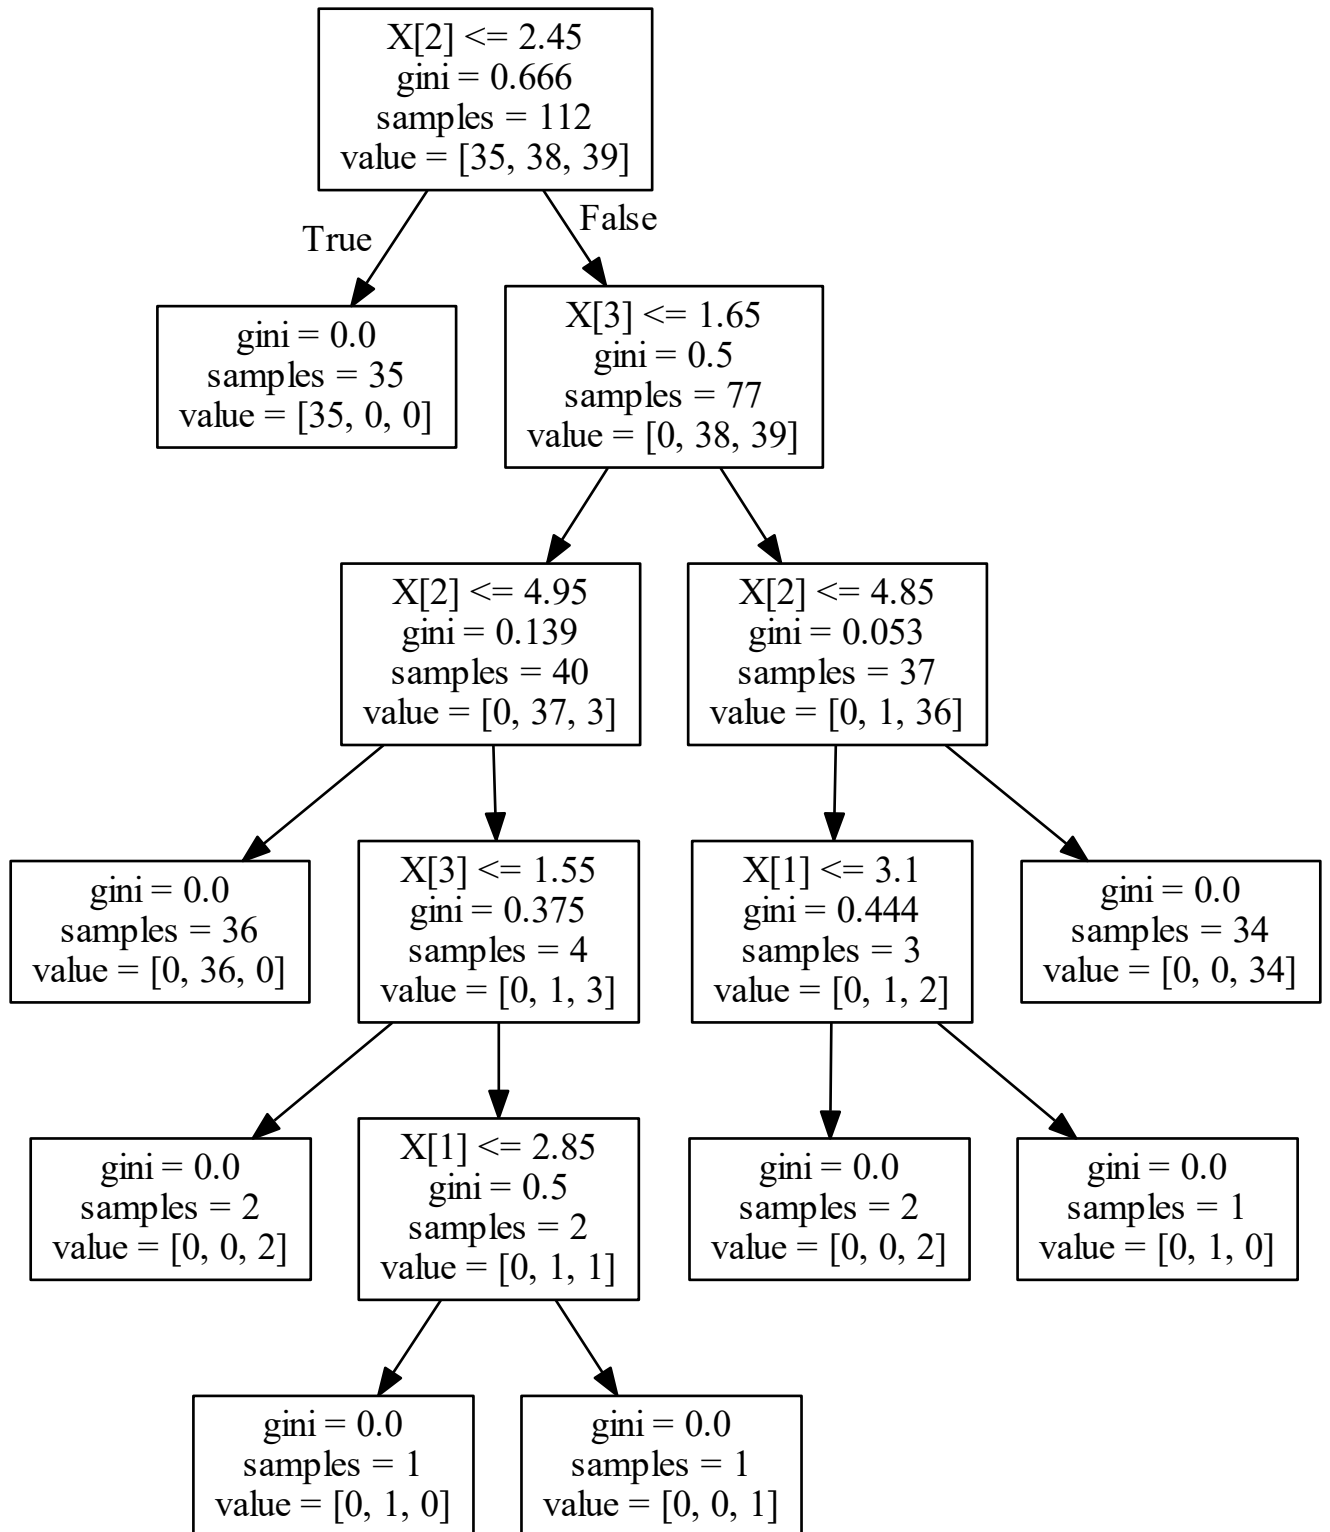 X[2] <= 2.45
gini = 0.666
samples = 112
value = [35, 38, 39]
True
False
gini = 0.0
samples = 35
value = [35, 0, 0]
X[3] <= 1.65
gini = 0.5
samples = 77
value = [0, 38, 39]
X[2] <= 4.95
gini = 0.139
samples = 40
value = [0, 37, 3]
X[2] <= 4.85
gini = 0.053
samples = 37
value = [0, 1, 36]
gini = 0.0
samples = 36
value = [0, 36, 0]
X[3] <= 1.55
gini = 0.375
samples = 4
value = [0, 1, 3]
X[1] <= 3.1
gini = 0.444
samples = 3
value = [0, 1, 2]
gini = 0.0
samples = 34
value = [0, 0, 34]
gini = 0.0
samples = 2
value = [0, 0, 2]
X[1] <= 2.85
gini = 0.5
samples = 2
value = [0, 1, 1]
gini = 0.0
samples = 2
value = [0, 0, 2]
gini = 0.0
samples = 1
value = [0, 1, 0]
gini = 0.0
samples = 1
value = [0, 1, 0]
gini = 0.0
samples = 1
value = [0, 0, 1]